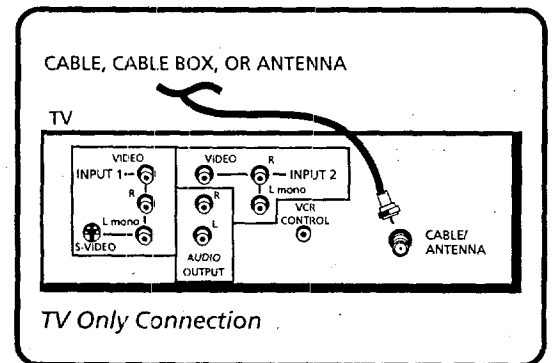 CABLE, CABLE BOX, OR ANTENNA
TV
VIDEO
INPUT 1
R
L mono
S-VIDEO
VIDEO
R
INPUT 2
L mono
R
L
AUDIO
OUTPUT
VCR
CONTROL
CABLE/
ANTENNA
TV Only Connection